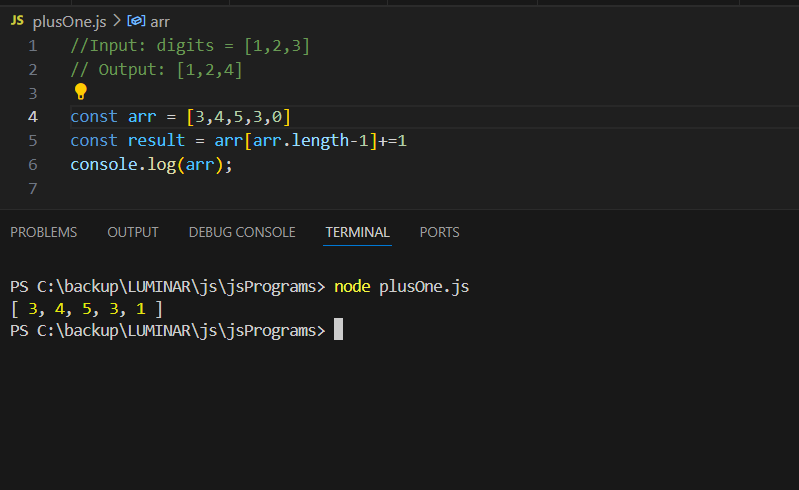 JS plusOne.js > arr
1 //Input: digits = [1,2,3]
2 // Output: [1,2,4]
3
4 const arr = [3,4,5,3,0]
5 const result = arr[arr.length-1]+=1
6 console.log(arr);
7
PROBLEMS OUTPUT DEBUG CONSOLE TERMINAL PORTS
PS C:\backup\LUMINAR\js\jsPrograms> node plusOne.js
[ 3, 4, 5, 3, 1 ]
PS C:\backup\LUMINAR\js\jsPrograms>